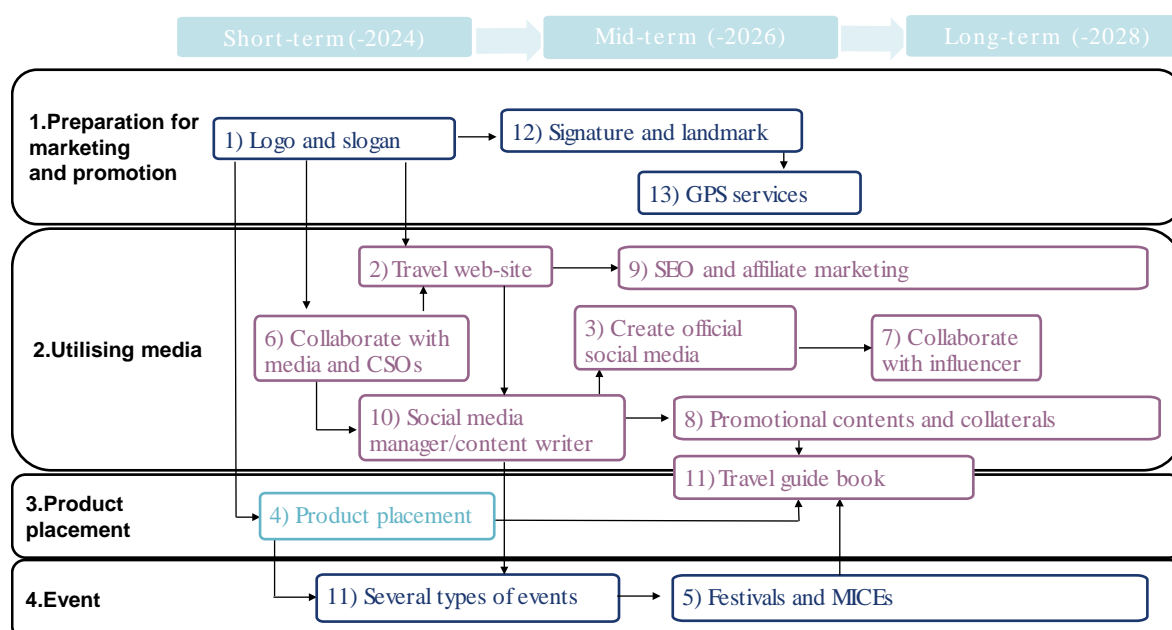 Short-term (-2024)
Mid-term (-2026)
Long-term (-2028)
1.Preparation for
marketing
and promotion
1) Logo and slogan
12) Signature and landmark
13) GPS services
2.Utilising media
2) Travel web-site
9) SEO and affiliate marketing
6) Collaborate with
media and CSOs
3) Create official
social media
7) Collaborate
with influencer
10) Social media
manager/content writer
8) Promotional contents and collaterals
11) Travel guide book
3.Product
placement
4) Product placement
4.Event
11) Several types of events
5) Festivals and MICEs